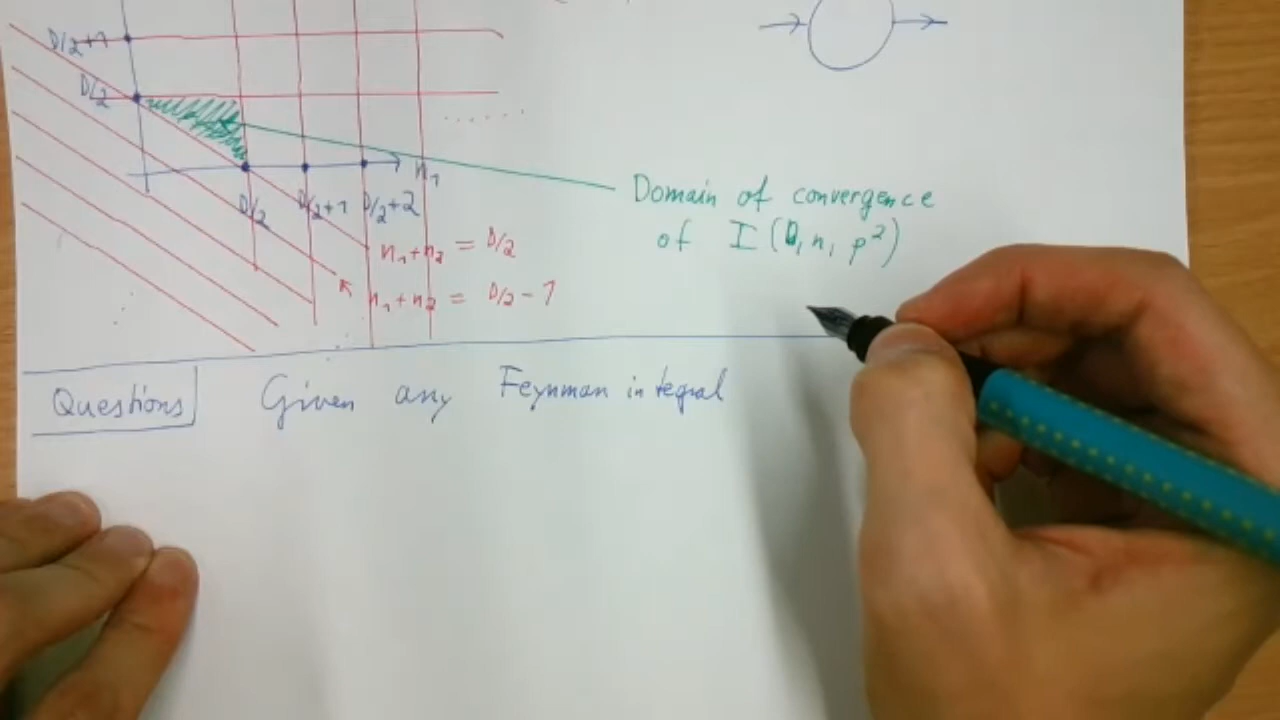 D/2+1
D/2
n₁
D/2 D/2+1 D/2+2
n₁+n₂ = D/2
n₁+n₂ = D/2-1
Domain of convergence
of I(D, n, p²)
Questions Given any Feynman integral